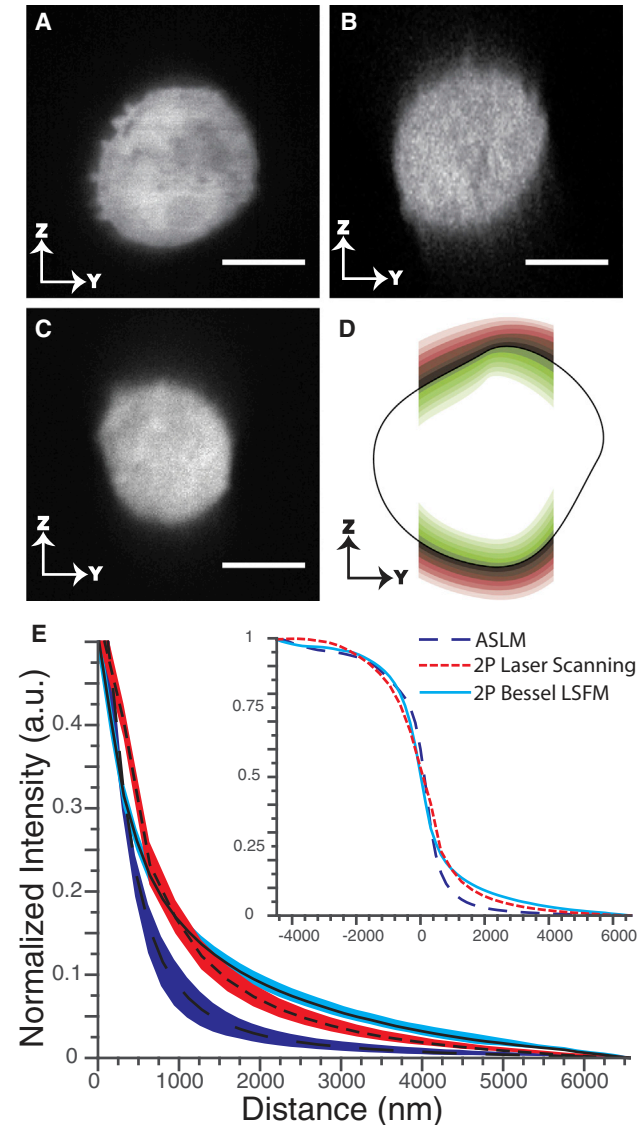 A
Z
Y
B
Z
Y
C
Z
Y
D
Z
Y
E
Normalized Intensity (a.u.)
0.4
0.3
0.2
0.1
0
0 1000 2000 3000 4000 5000 6000
Distance (nm)
1
0.75
0.5
0.25
0
-4000 -2000 0 2000 4000 6000
ASLM
2P Laser Scanning
2P Bessel LSFM